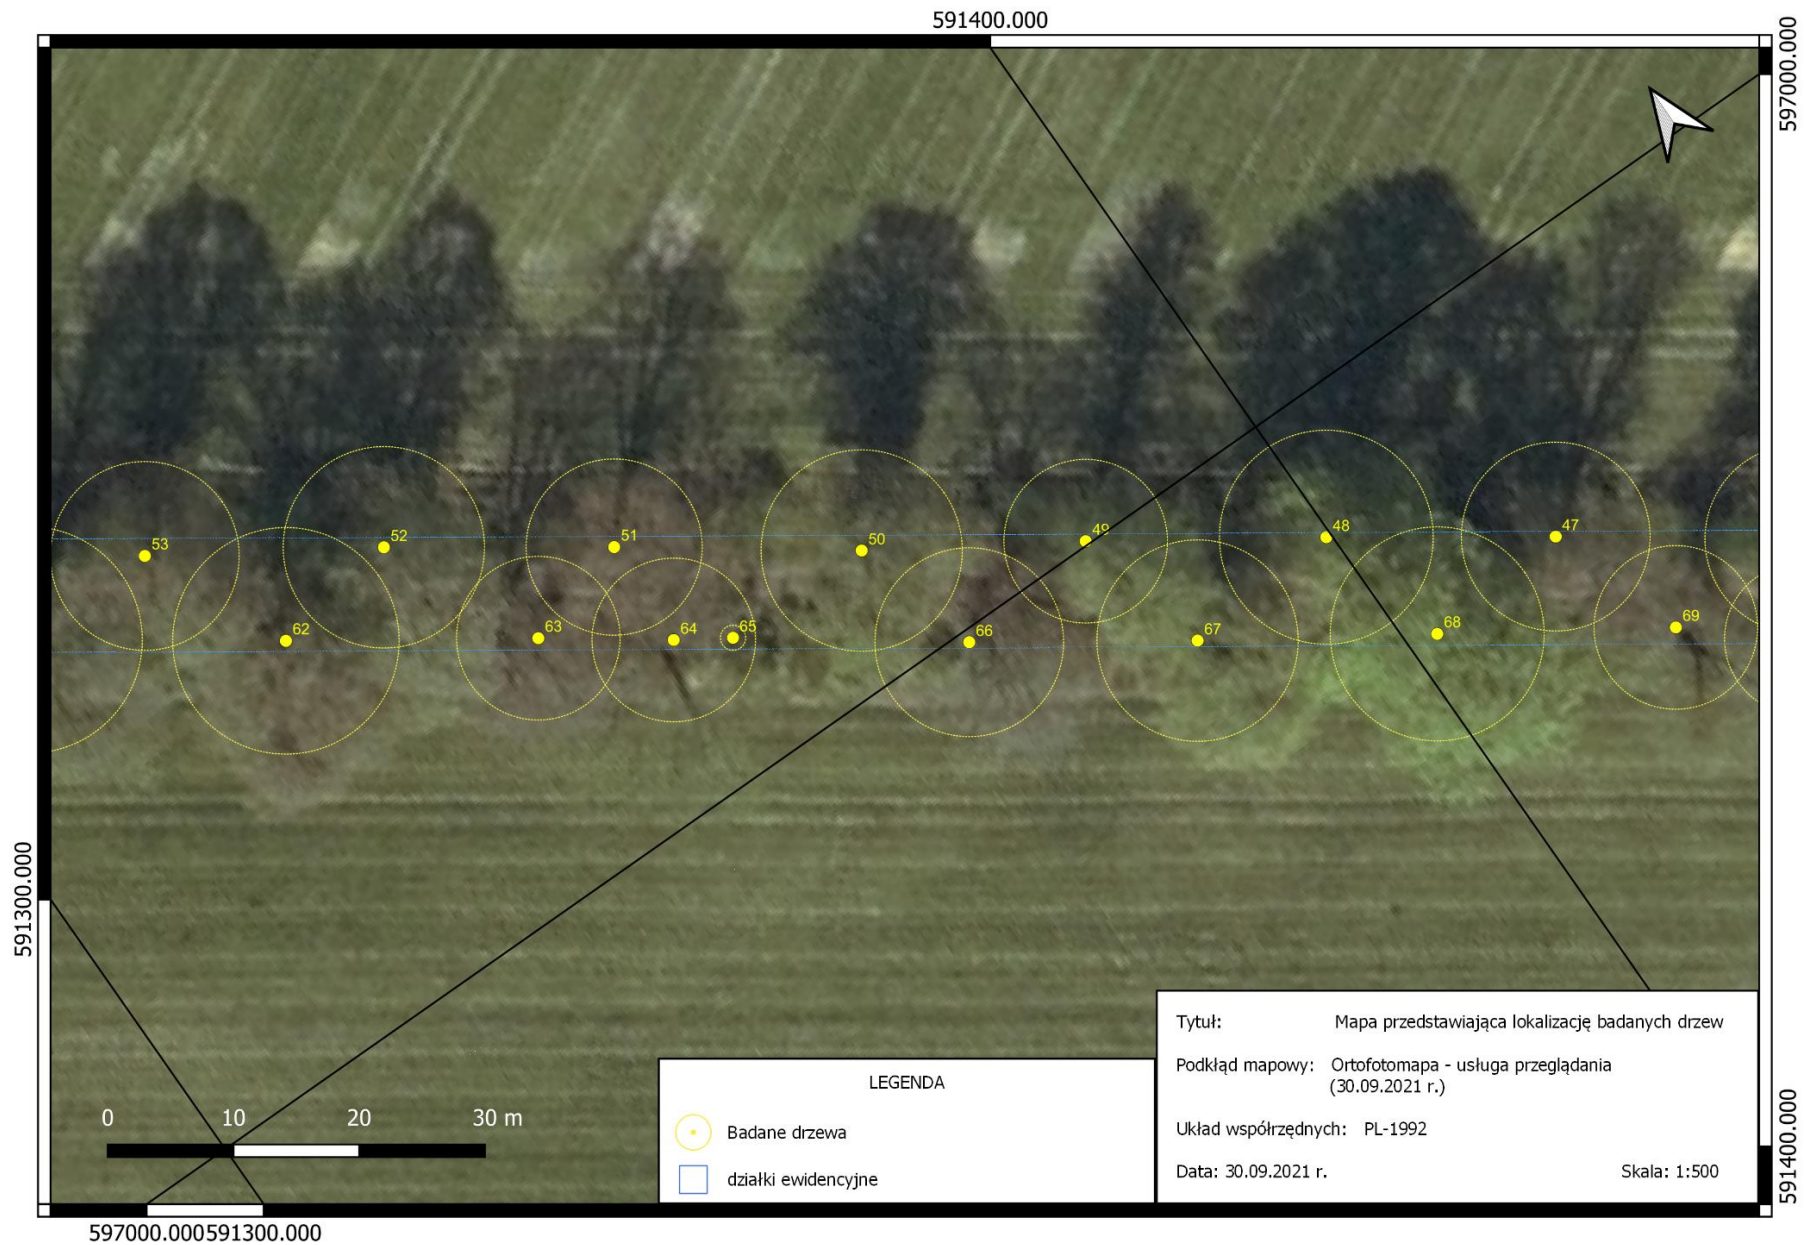 591400.000
597000.000
53
52
51
50
49
48
47
62
63
64
65
66
67
68
69
591300.000
0 10 20 30 m
LEGENDA
Badane drzewa
działki ewidencyjne
Tytuł: Mapa przedstawiająca lokalizację badanych drzew
Podkład mapowy: Ortofotomapa - usługa przeglądania
(30.09.2021 r.)
Układ współrzędnych: PL-1992
Data: 30.09.2021 r. Skala: 1:500
591400.000
597000.000591300.000